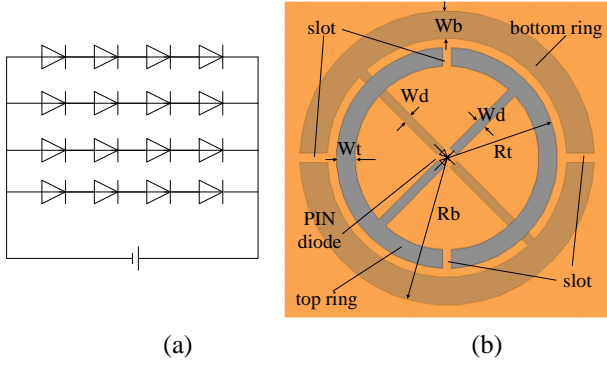 slot
Wb
bottom ring
Wd
Wd
Wt
Rt
Rb
PIN
diode
top ring
slot
(a)
(b)